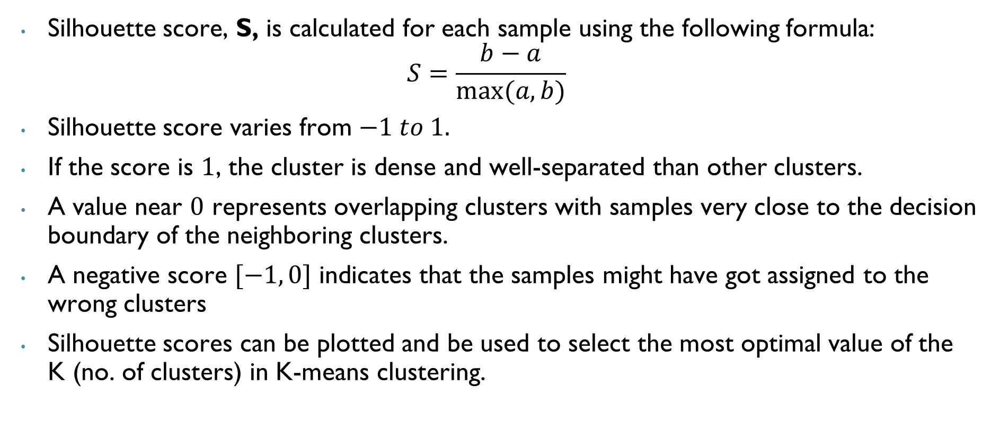 • Silhouette score, S, is calculated for each sample using the following formula:
S = (b − a) / max(a, b)
• Silhouette score varies from −1 to 1.
• If the score is 1, the cluster is dense and well-separated than other clusters.
• A value near 0 represents overlapping clusters with samples very close to the decision
boundary of the neighboring clusters.
• A negative score [−1, 0] indicates that the samples might have got assigned to the
wrong clusters
• Silhouette scores can be plotted and be used to select the most optimal value of the
K (no. of clusters) in K-means clustering.